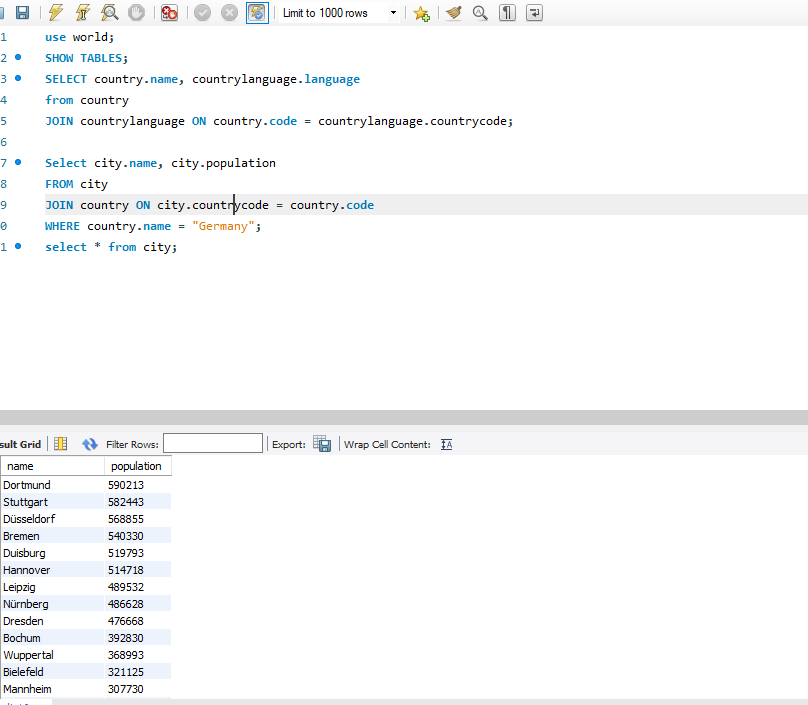 Limit to 1000 rows
1 use world;
2 SHOW TABLES;
3 SELECT country.name, countrylanguage.language
4 from country
5 JOIN countrylanguage ON country.code = countrylanguage.countrycode;
6
7 Select city.name, city.population
8 FROM city
9 JOIN country ON city.countrycode = country.code
0 WHERE country.name = "Germany";
1 select * from city;
sult Grid Filter Rows: Export: Wrap Cell Content:
name population
Dortmund 590213
Stuttgart 582443
Düsseldorf 568855
Bremen 540330
Duisburg 519793
Hannover 514718
Leipzig 489532
Nürnberg 486628
Dresden 476668
Bochum 392830
Wuppertal 368993
Bielefeld 321125
Mannheim 307730